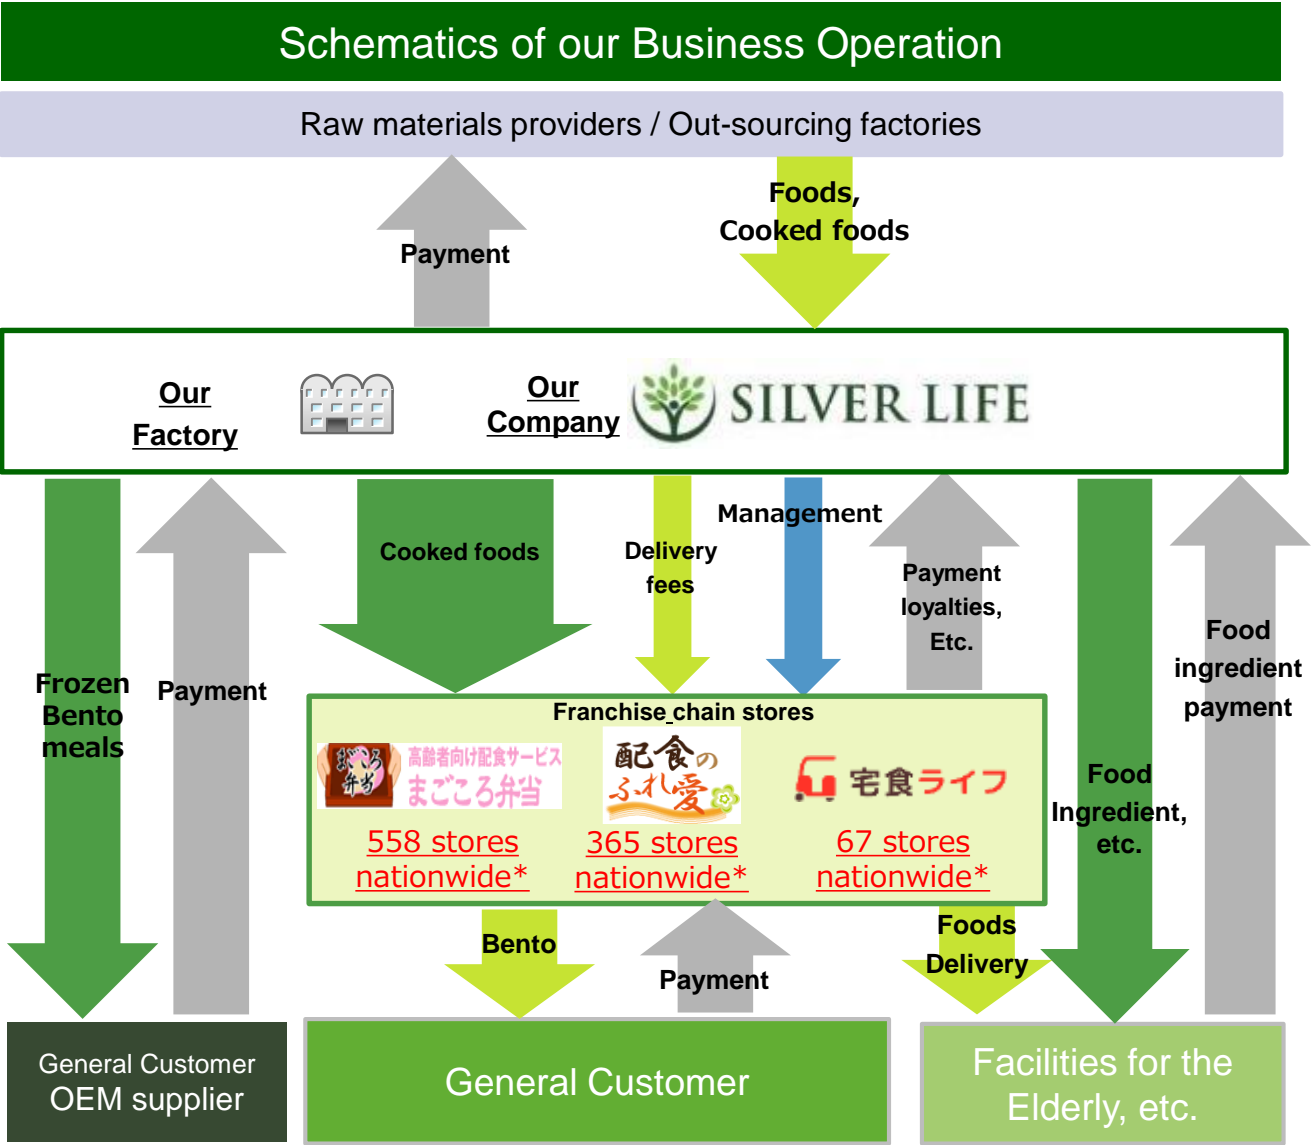 Schematics of our Business Operation
Raw materials providers / Out-sourcing factories
Payment
Foods,
Cooked foods
Our
Factory
Our
Company
SILVER LIFE
Frozen
Bento
meals
Payment
Cooked foods
Delivery
fees
Management
Payment
loyalties,
Etc.
Food
Ingredient,
etc.
Food
ingredient
payment
Franchise chain stores
まごころ
弁当
高齢者向け配食サービス
まごころ弁当
配食の
ふれ愛
宅食ライフ
558 stores
nationwide*
365 stores
nationwide*
67 stores
nationwide*
Bento
Payment
Foods
Delivery
General Customer
OEM supplier
General Customer
Facilities for the
Elderly, etc.